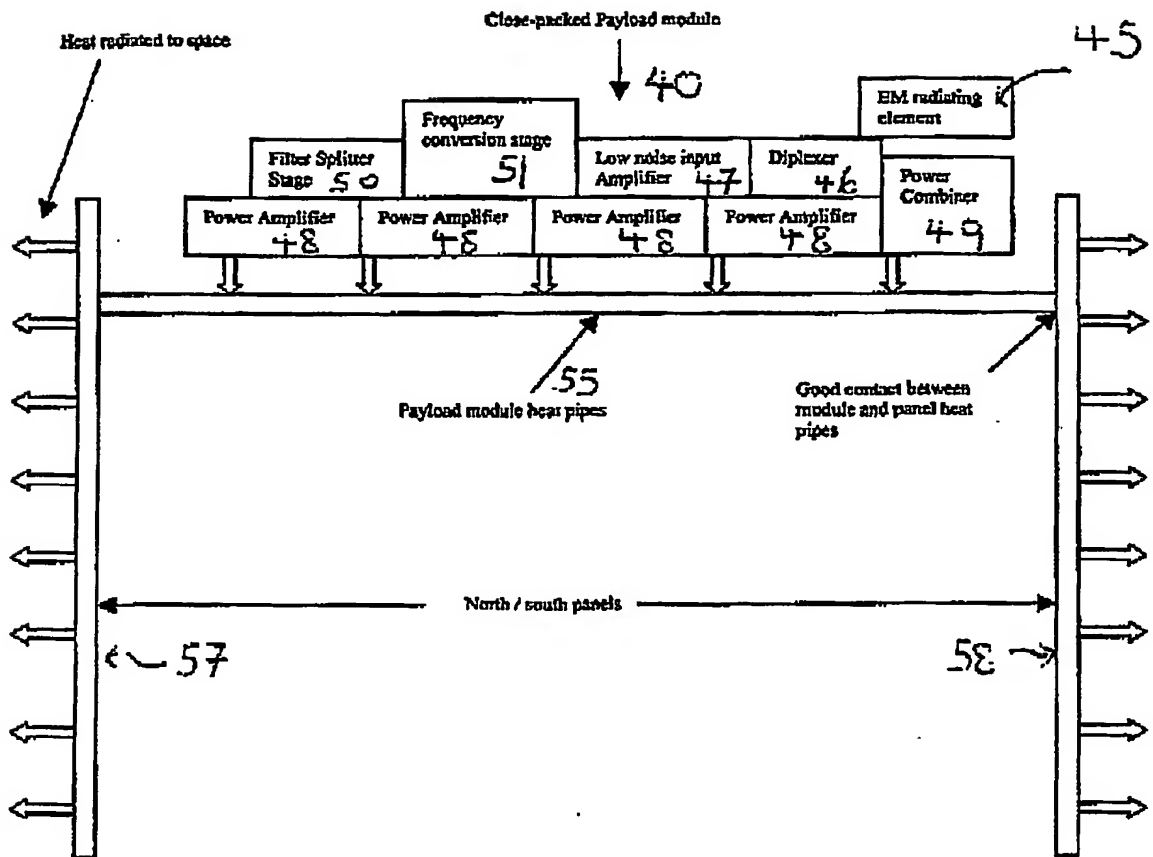 Close-packed Payload module
45
Heat radiated to space
40
EM radiating
element
Frequency
conversion stage
51
Filter Splitter
Stage 50
Low noise input
Amplifier 47
Diplexer
46
Power
Combiner
49
Power Amplifier
48
Power Amplifier
48
Power Amplifier
48
Power Amplifier
48
55
Payload module heat pipes
Good contact between
module and panel heat
pipes
North / south panels
57
58